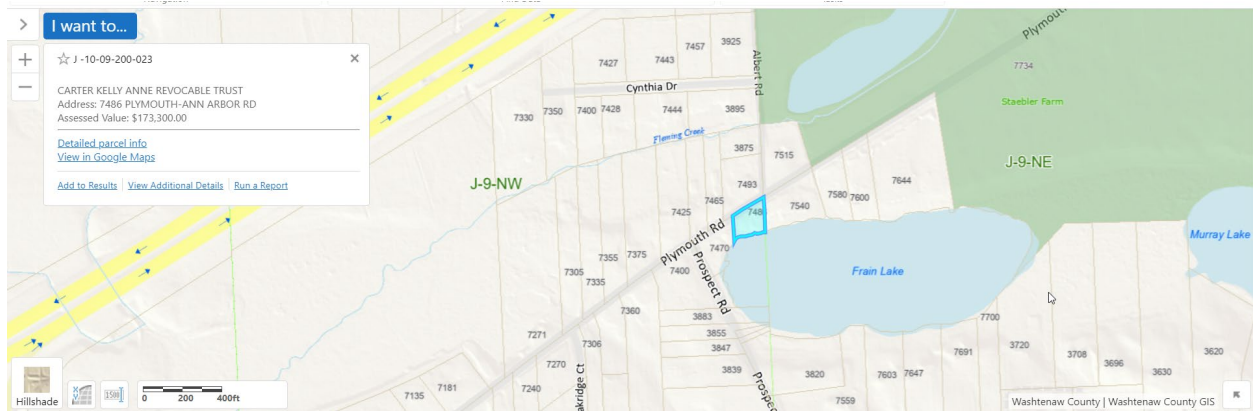 I want to...
J -10-09-200-023
CARTER KELLY ANNE REVOCABLE TRUST
Address: 7486 PLYMOUTH-ANN ARBOR RD
Assessed Value: $173,300.00
Detailed parcel info
View in Google Maps
Add to Results
View Additional Details
Run a Report
3925
7457
7443
7427
Albert Rd
Cynthia Dr
7330
7350
7400
7428
7444
3895
Fleming Creek
3875
7515
7493
J-9-NW
7465
7425
748
7540
7580
7600
7644
Plymouth
7734
Staebler Farm
J-9-NE
Murray Lake
Plymouth Rd
7470
Prospect Rd
7400
7375
7355
7305
7335
7360
Frain Lake
3883
3855
3847
3839
7271
7306
7270
7240
7181
7135
akridge Ct
Prospec
3820
7603
7647
7559
7691
7700
3720
3708
3696
3630
3620
Hillshade
0
200
400ft
Washtenaw County | Washtenaw County GIS